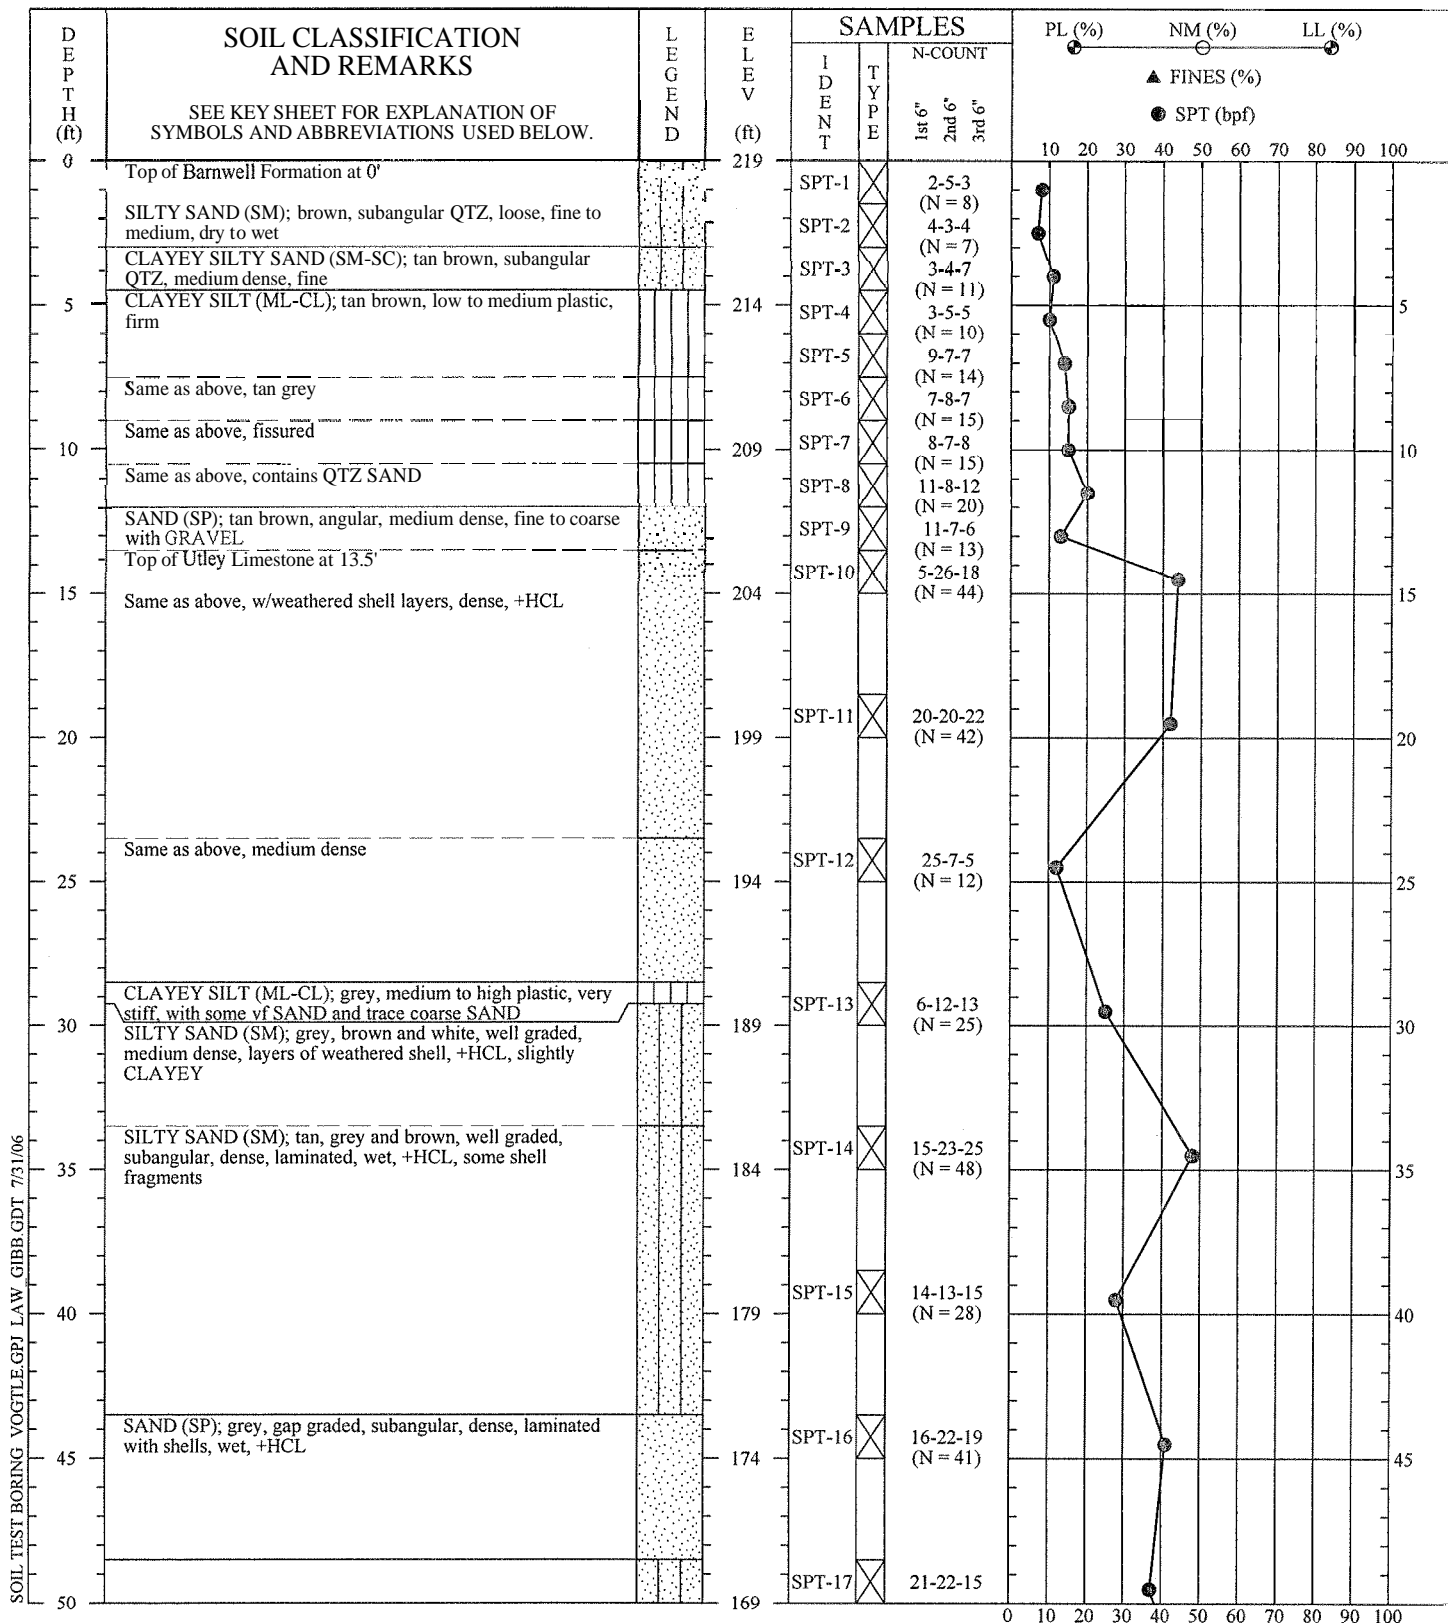 DEPTH (ft)
SOIL CLASSIFICATION
AND REMARKS
SEE KEY SHEET FOR EXPLANATION OF
SYMBOLS AND ABBREVIATIONS USED BELOW.
LEGEND
ELEV (ft)
SAMPLES
IDENT
TYPE
N-COUNT
1st 6"
2nd 6"
3rd 6"
PL (%) NM (%) LL (%)
FINES (%)
SPT (bpf)
10 20 30 40 50 60 70 80 90 100
0
219
Top of Barnwell Formation at 0'
SPT-1 2-5-3
(N = 8)
SILTY SAND (SM); brown, subangular QTZ, loose, fine to
medium, dry to wet
SPT-2 4-3-4
(N = 7)
CLAYEY SILTY SAND (SM-SC); tan brown, subangular
QTZ, medium dense, fine
SPT-3 3-4-7
(N = 11)
CLAYEY SILT (ML-CL); tan brown, low to medium plastic,
firm
5 214 5
SPT-4 3-5-5
(N = 10)
SPT-5 9-7-7
(N = 14)
Same as above, tan grey
SPT-6 7-8-7
(N = 15)
Same as above, fissured
SPT-7 8-7-8
(N = 15)
10 209 10
Same as above, contains QTZ SAND
SPT-8 11-8-12
(N = 20)
SAND (SP); tan brown, angular, medium dense, fine to coarse
with GRAVEL
SPT-9 11-7-6
(N = 13)
Top of Utley Limestone at 13.5'
SPT-10 5-26-18
(N = 44)
15 204 15
Same as above, w/weathered shell layers, dense, +HCL
SPT-11 20-20-22
(N = 42)
20 199 20
Same as above, medium dense
SPT-12 25-7-5
(N = 12)
25 194 25
CLAYEY SILT (ML-CL); grey, medium to high plastic, very
stiff, with some vf SAND and trace coarse SAND
SPT-13 6-12-13
(N = 25)
30 189 30
SILTY SAND (SM); grey, brown and white, well graded,
medium dense, layers of weathered shell, +HCL, slightly
CLAYEY
SILTY SAND (SM); tan, grey and brown, well graded,
subangular, dense, laminated, wet, +HCL, some shell
fragments
SPT-14 15-23-25
(N = 48)
35 184 35
SPT-15 14-13-15
(N = 28)
40 179 40
SAND (SP); grey, gap graded, subangular, dense, laminated
with shells, wet, +HCL
SPT-16 16-22-19
(N = 41)
45 174 45
SPT-17 21-22-15
50 169
0 10 20 30 40 50 60 70 80 90 100
SOIL TEST BORING VOGTLE.GPJ LAW_GIBB.GDT 7/31/06